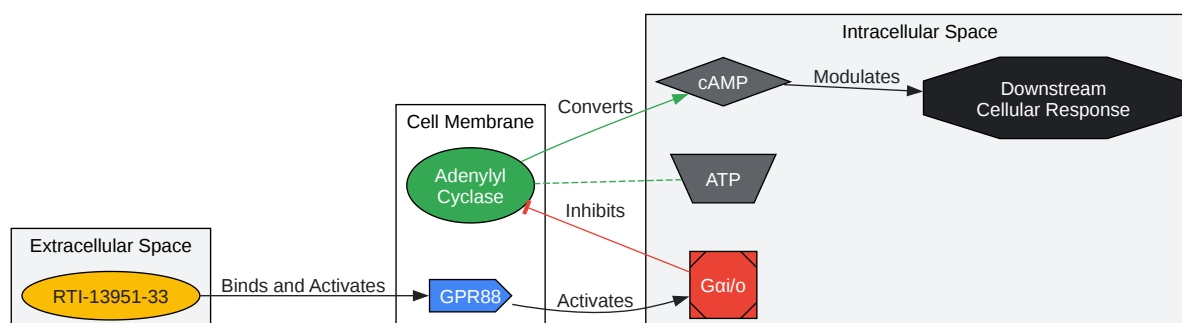 Intracellular Space
cAMP
Modulates
Downstream
Cellular Response
Converts
Cell Membrane
Adenylyl
Cyclase
ATP
Inhibits
Extracellular Space
RTI-13951-33
Binds and Activates
GPR88
Activates
Gαi/o